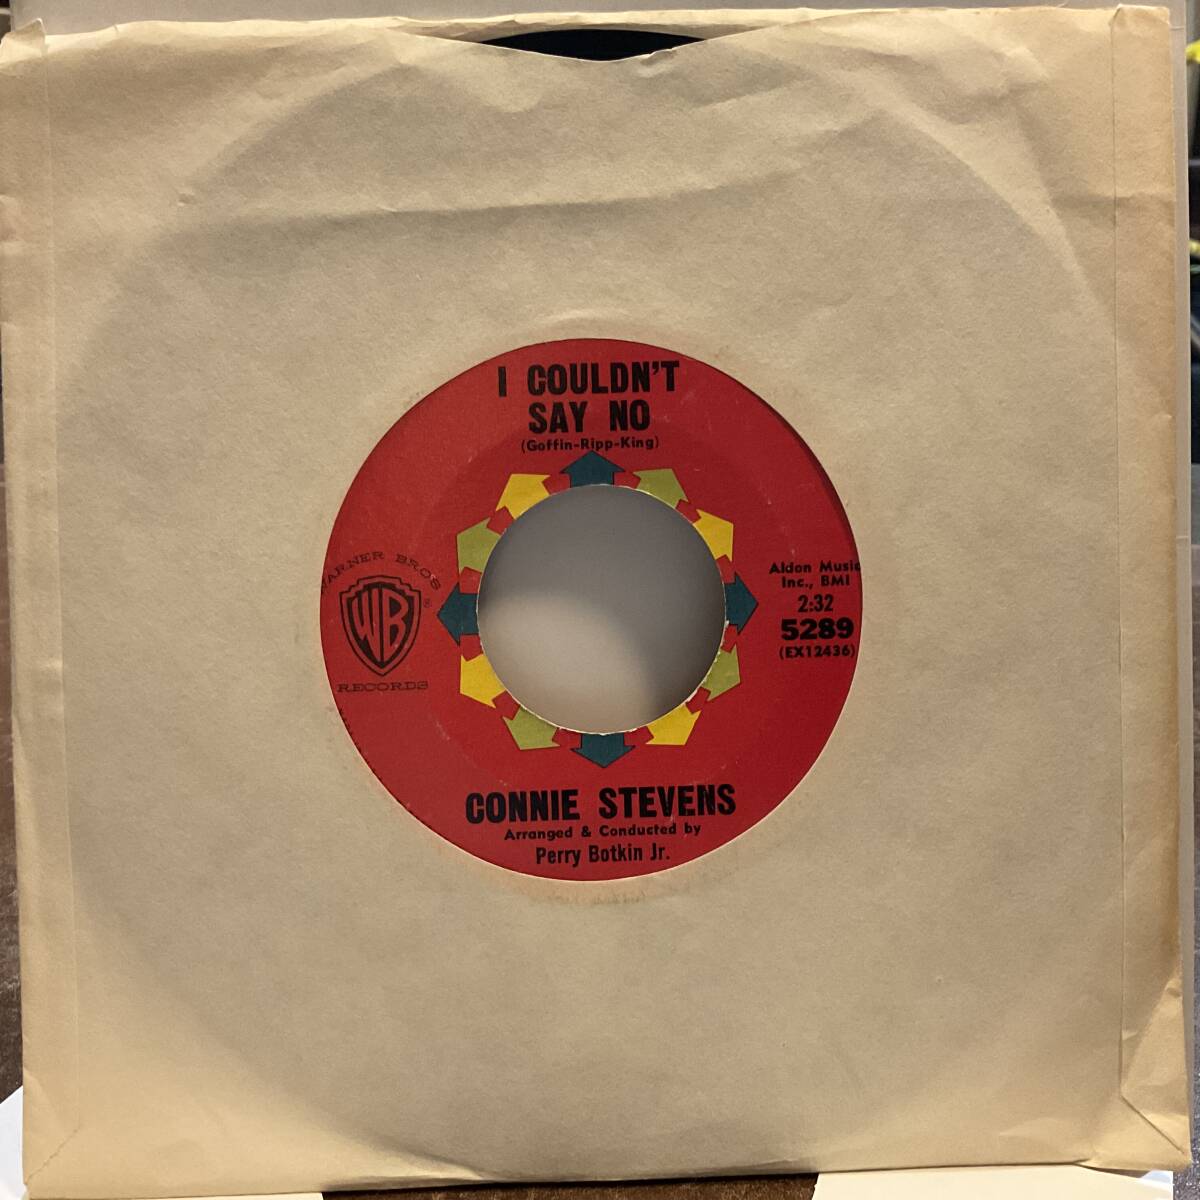 I COULDN'T
SAY NO
(Goffin-Ripp-King)
WARNER BROS
WB®
RECORDS
Aldon Music
Inc., BMI
2:32
5289
(EX12436)
CONNIE STEVENS
Arranged & Conducted by
Perry Botkin Jr.